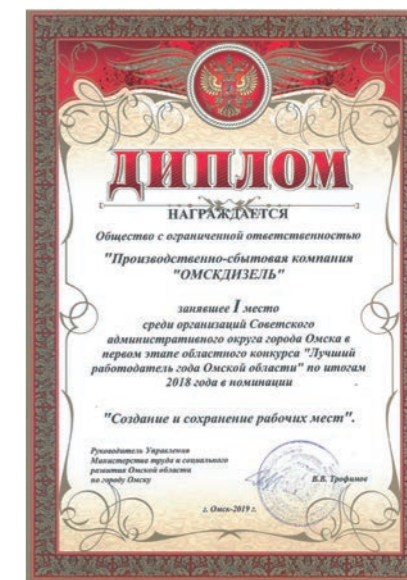 ДИПЛОМ
НАГРАЖДАЕТСЯ
Общество с ограниченной ответственностью
"Производственно-сбытовая компания
"ОМСКДИЗЕЛЬ"
занявшее I место
среди организаций Советского
административного округа города Омска в
первом этапе областного конкурса "Лучший
работодатель года Омской области" по итогам
2018 года в номинации
"Создание и сохранение рабочих мест".
Руководитель Управления
Министерства труда и социального
развития Омской области
по городу Омску
В.В. Трофимов
г. Омск-2019 г.